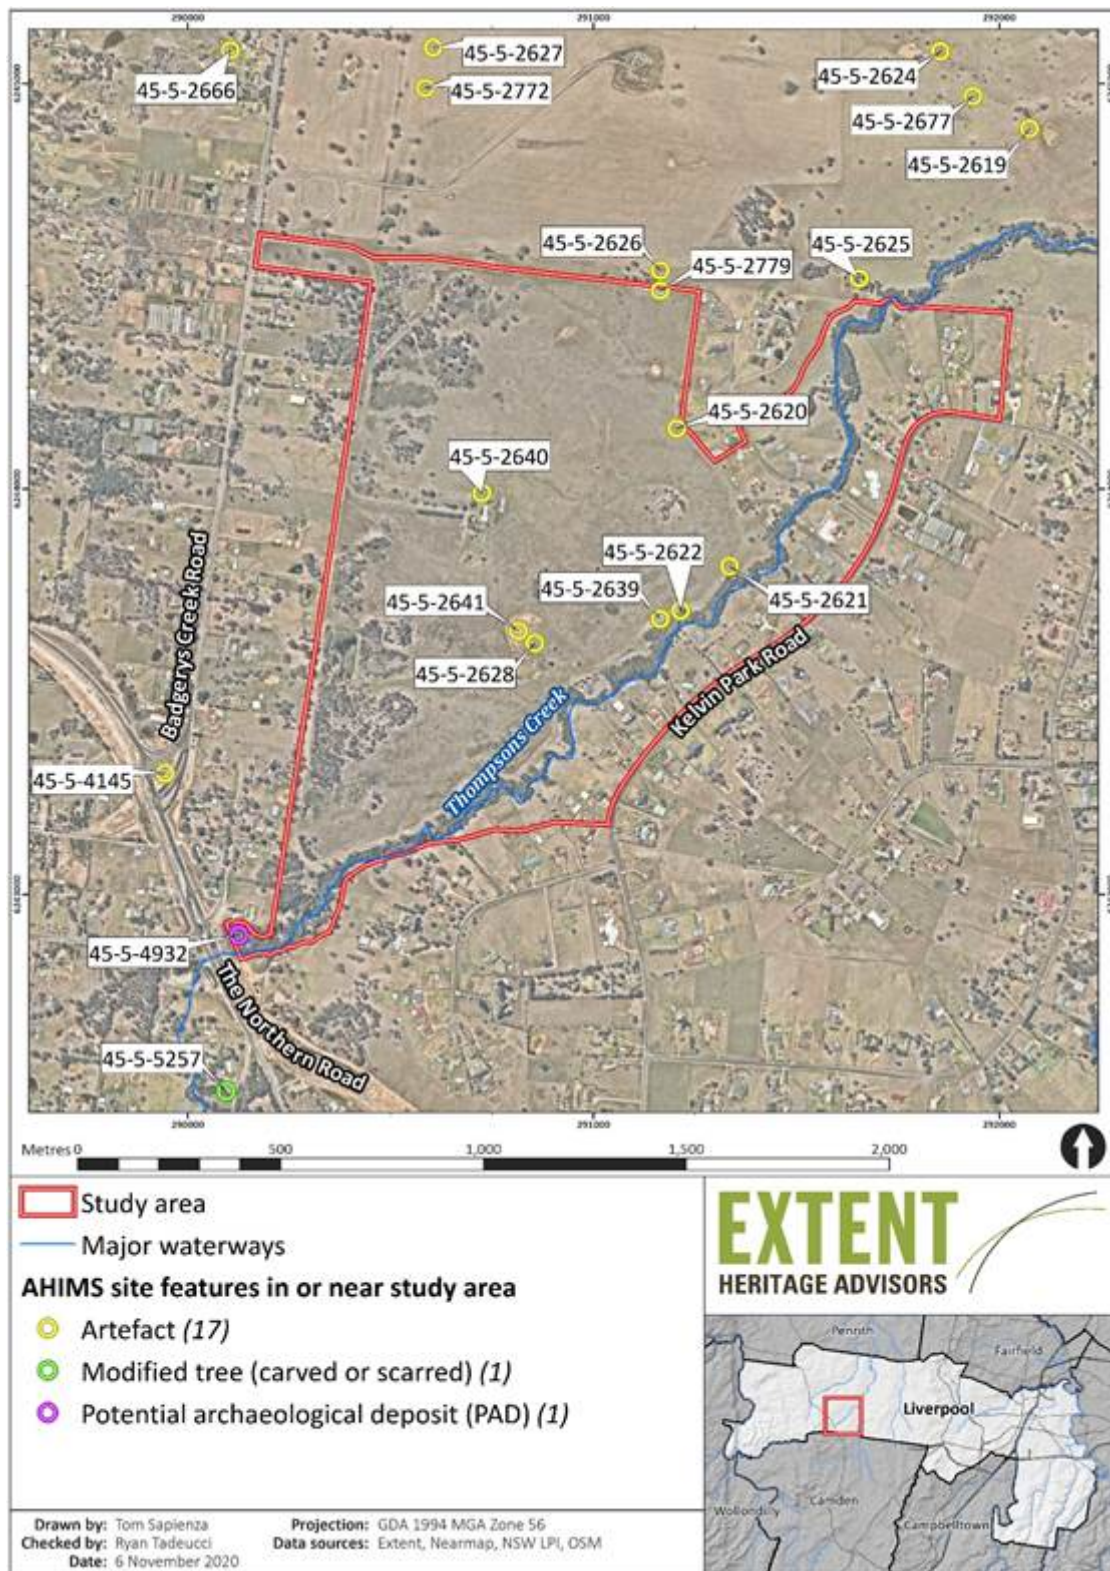 290000
291000
292000
45-5-2627
45-5-2624
45-5-2666
45-5-2772
45-5-2677
45-5-2619
45-5-2626
45-5-2625
45-5-2779
45-5-2620
45-5-2640
45-5-2622
45-5-2639
45-5-2621
45-5-2641
45-5-2628
Badgerys Creek Road
Kelvin Park Road
Thompsons Creek
45-5-4145
45-5-4932
The Northern Road
45-5-5257
290000
291000
292000
Metres 0 500 1,000 1,500 2,000
Study area
Major waterways
AHIMS site features in or near study area
Artefact (17)
Modified tree (carved or scarred) (1)
Potential archaeological deposit (PAD) (1)
EXTENT
HERITAGE ADVISORS
Penrith
Fairfield
Liverpool
Camden
Wollondilly
Campbelltown
Drawn by: Tom Sapienza
Checked by: Ryan Tadeucci
Date: 6 November 2020
Projection: GDA 1994 MGA Zone 56
Data sources: Extent, Nearmap, NSW LPI, OSM